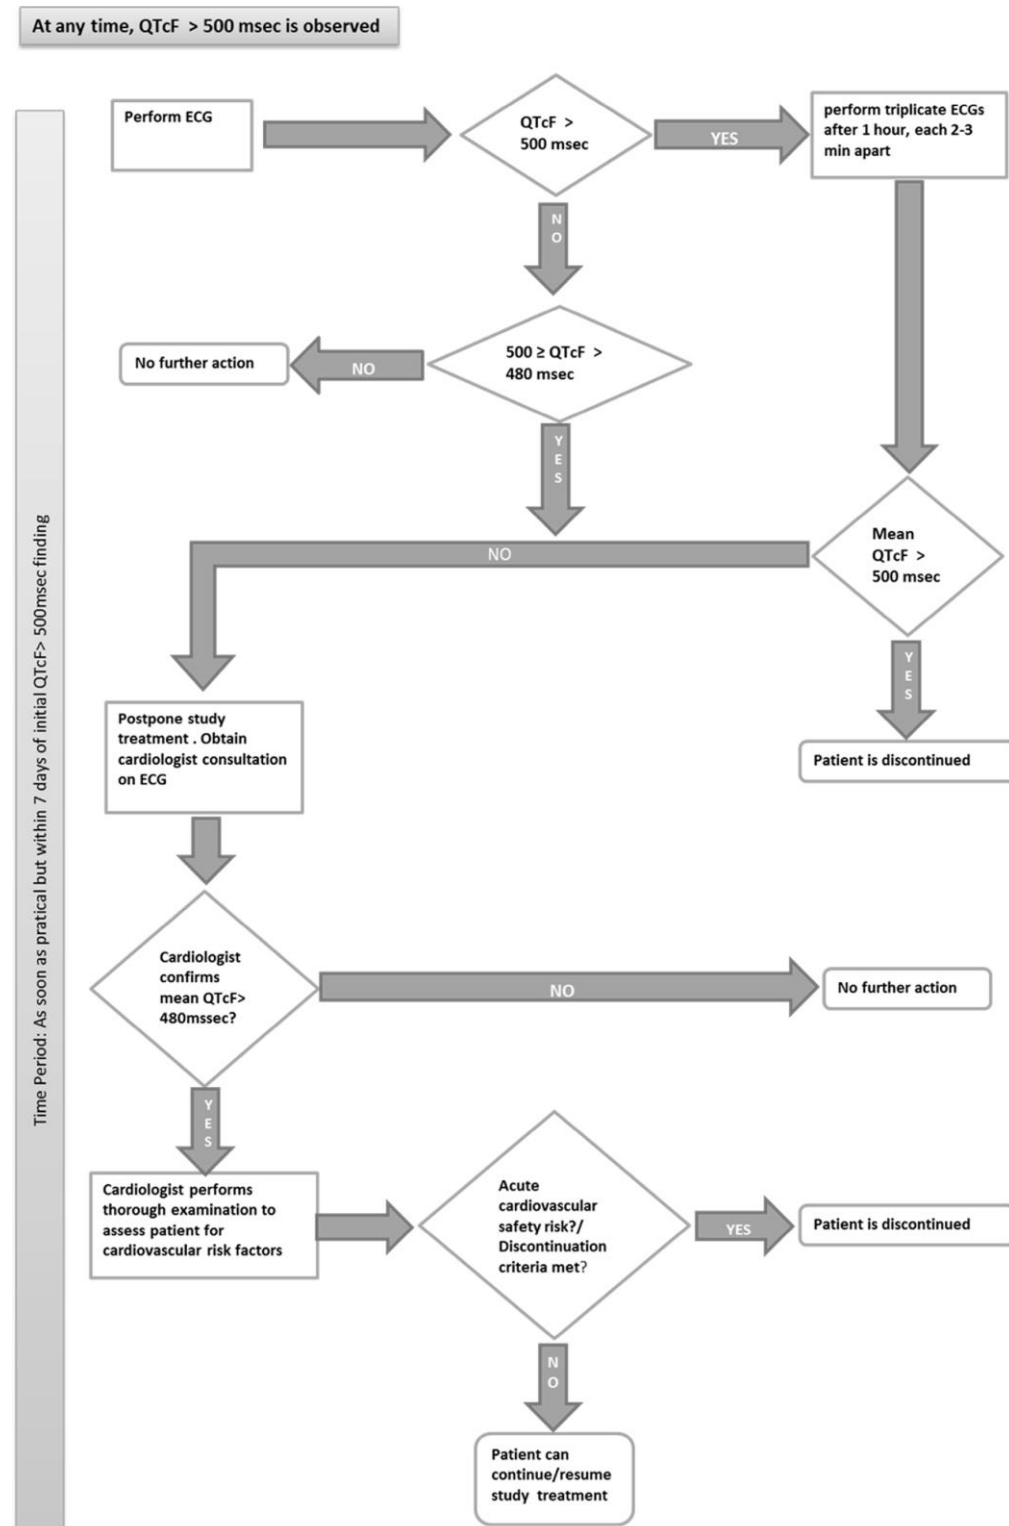 At any time, QTcF > 500 msec is observed
Perform ECG
QTcF >
500 msec
YES
perform triplicate ECGs
after 1 hour, each 2-3
min apart
N
O
No further action
NO
500 ≥ QTcF >
480 msec
Y
E
S
Mean
QTcF >
500 msec
NO
Y
E
S
Patient is discontinued
Postpone study
treatment . Obtain
cardiologist consultation
on ECG
Cardiologist
confirms
mean QTcF>
480mssec?
NO
No further action
Y
E
S
Cardiologist performs
thorough examination to
assess patient for
cardiovascular risk factors
Acute
cardiovascular
safety risk?/
Discontinuation
criteria met?
YES
Patient is discontinued
N
O
Patient can
continue/resume
study treatment
Time Period: As soon as pratical but within 7 days of initial QTcF> 500msec finding